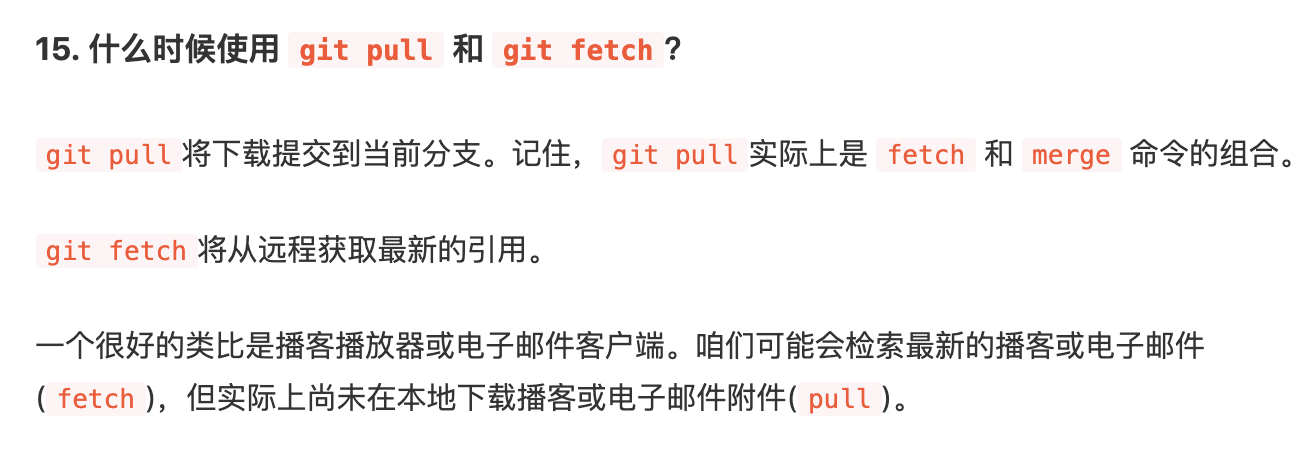 15. 什么时候使用 git pull 和 git fetch？
git pull将下载提交到当前分支。记住，git pull实际上是 fetch 和 merge 命令的组合。
git fetch将从远程获取最新的引用。
一个很好的类比是播客播放器或电子邮件客户端。咱们可能会检索最新的播客或电子邮件
(fetch)，但实际上尚未在本地下载播客或电子邮件附件(pull)。